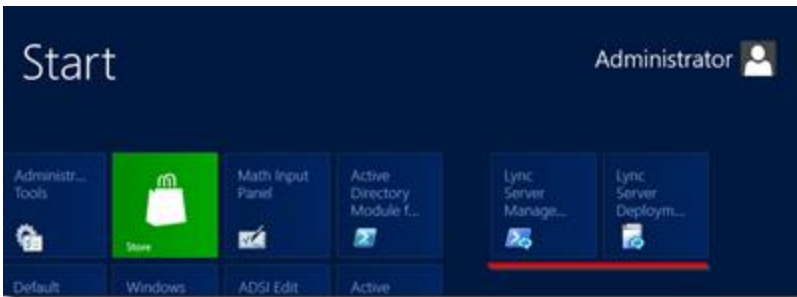 Start
Administrator
Administr...
Tools
Store
Math Input
Panel
Active
Directory
Module f...
Lync
Server
Manage...
Lync
Server
Deploym...
Default
Windows
ADSI Edit
Active